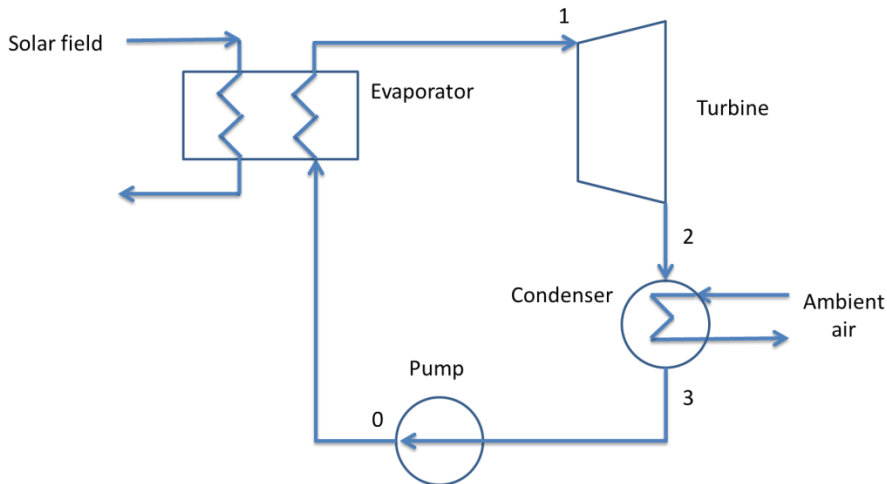 1
Solar field
Evaporator
Turbine
2
Condenser
Ambient
air
Pump
3
0